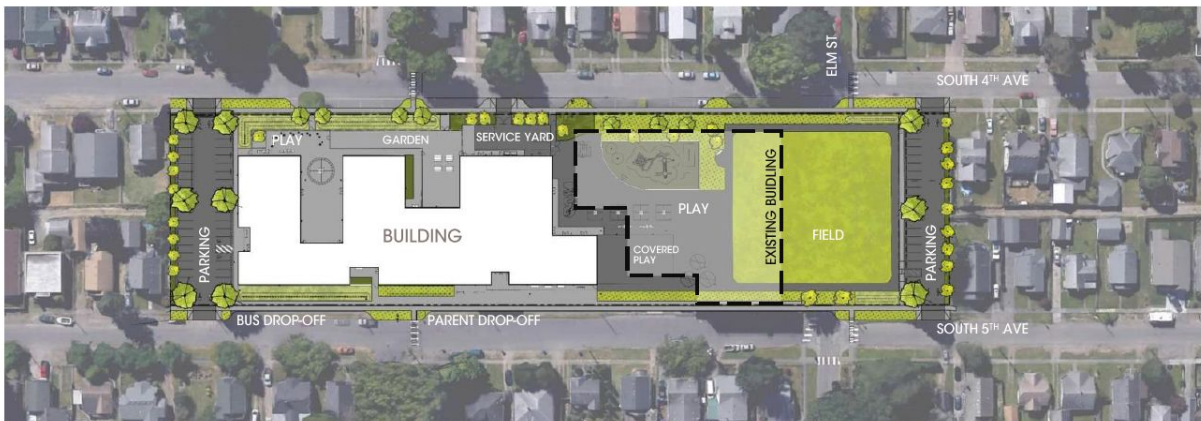 ELM ST.
SOUTH 4TH AVE
PLAY
GARDEN
SERVICE YARD
PARKING
BUILDING
PLAY
COVERED
PLAY
EXISTING BUIDLING
FIELD
PARKING
BUS DROP-OFF
PARENT DROP-OFF
SOUTH 5TH AVE